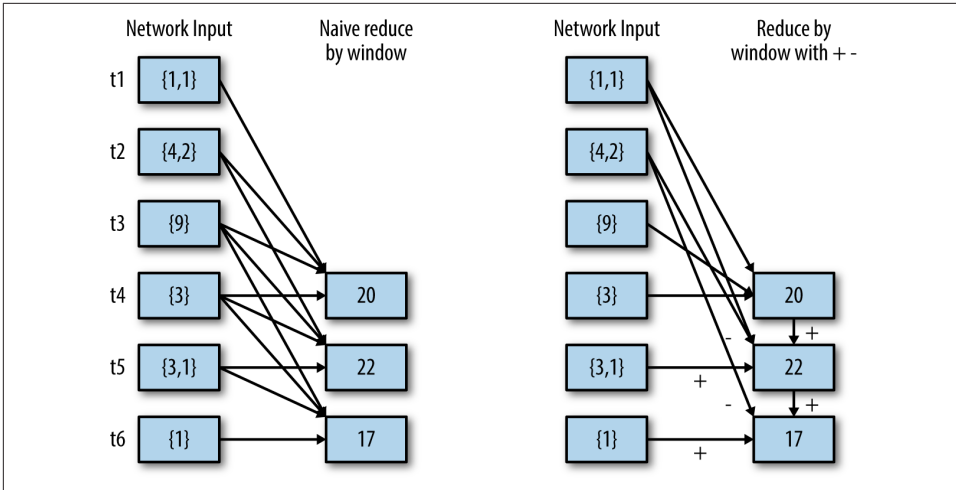 Network Input
Naive reduce
by window
t1
{1,1}
t2
{4,2}
t3
{9}
t4
{3}
20
t5
{3,1}
22
t6
{1}
17
Network Input
Reduce by
window with + -
{1,1}
{4,2}
{9}
{3}
20
- +
{3,1}
+
22
- +
{1}
+
17